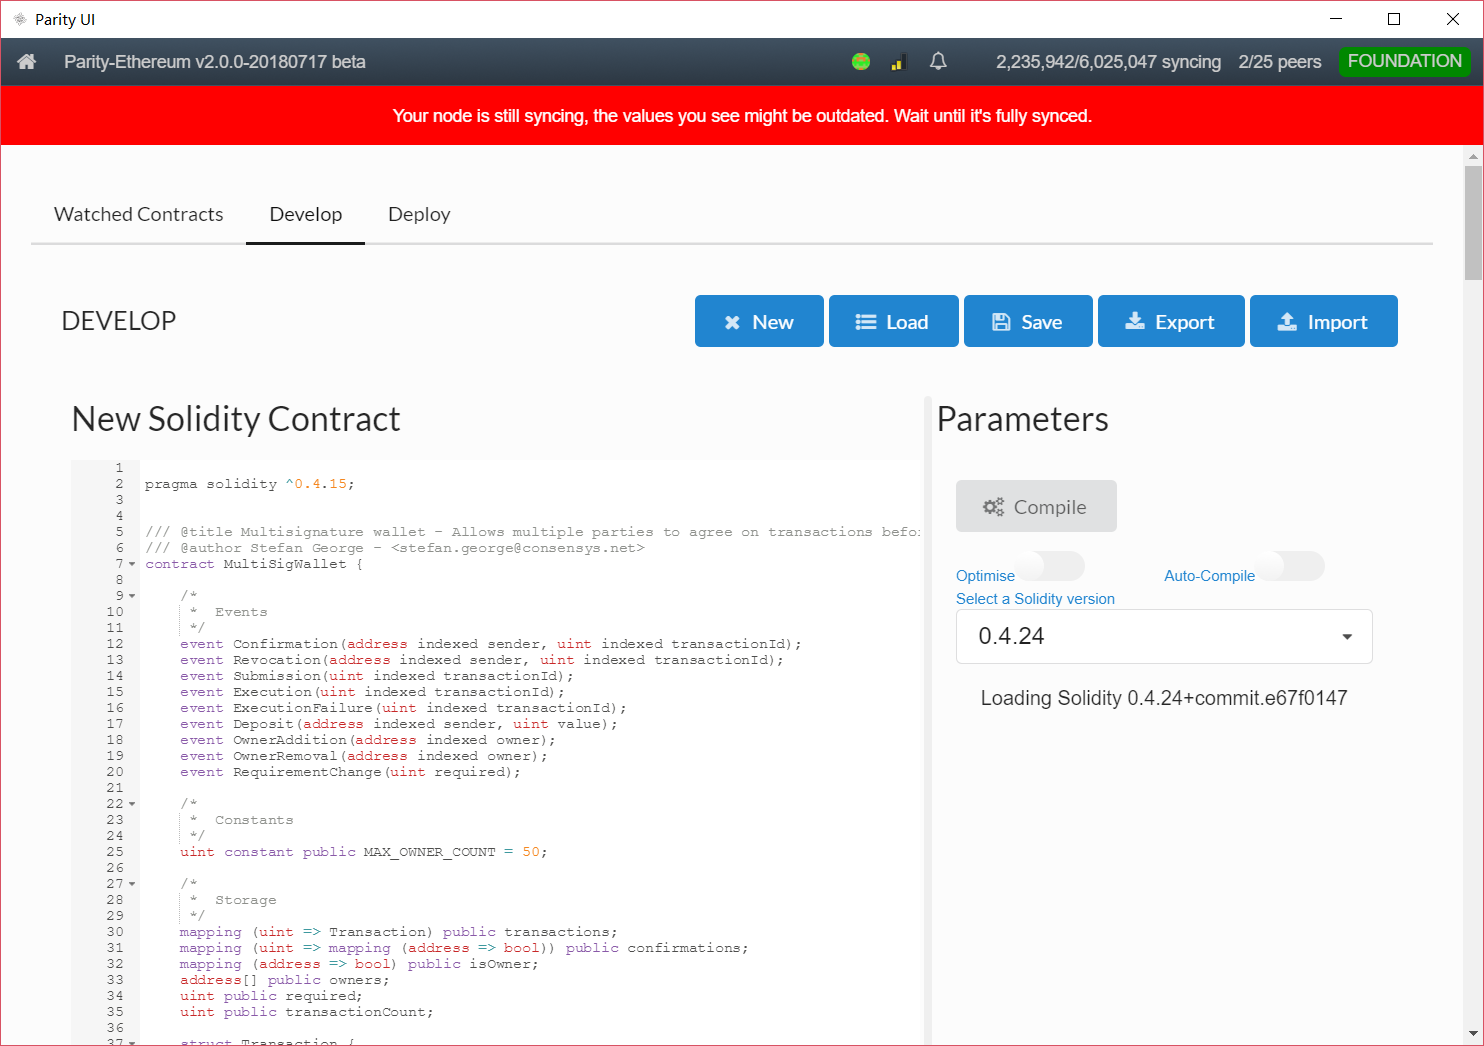 Parity UI
Parity-Ethereum v2.0.0-20180717 beta
2,235,942/6,025,047 syncing
2/25 peers
FOUNDATION
Your node is still syncing, the values you see might be outdated. Wait until it's fully synced.
Watched Contracts
Develop
Deploy
DEVELOP
New
Load
Save
Export
Import
New Solidity Contract
1
2 pragma solidity ^0.4.15;
3
4
5 /// @title Multisignature wallet - Allows multiple parties to agree on transactions befo
6 /// @author Stefan George - <stefan.george@consensys.net>
7 contract MultiSigWallet {
8
9 /*
10 * Events
11 */
12 event Confirmation(address indexed sender, uint indexed transactionId);
13 event Revocation(address indexed sender, uint indexed transactionId);
14 event Submission(uint indexed transactionId);
15 event Execution(uint indexed transactionId);
16 event ExecutionFailure(uint indexed transactionId);
17 event Deposit(address indexed sender, uint value);
18 event OwnerAddition(address indexed owner);
19 event OwnerRemoval(address indexed owner);
20 event RequirementChange(uint required);
21
22 /*
23 * Constants
24 */
25 uint constant public MAX_OWNER_COUNT = 50;
26
27 /*
28 * Storage
29 */
30 mapping (uint => Transaction) public transactions;
31 mapping (uint => mapping (address => bool)) public confirmations;
32 mapping (address => bool) public isOwner;
33 address[] public owners;
34 uint public required;
35 uint public transactionCount;
36
37 struct Transaction {
Parameters
Compile
Optimise
Auto-Compile
Select a Solidity version
0.4.24
Loading Solidity 0.4.24+commit.e67f0147